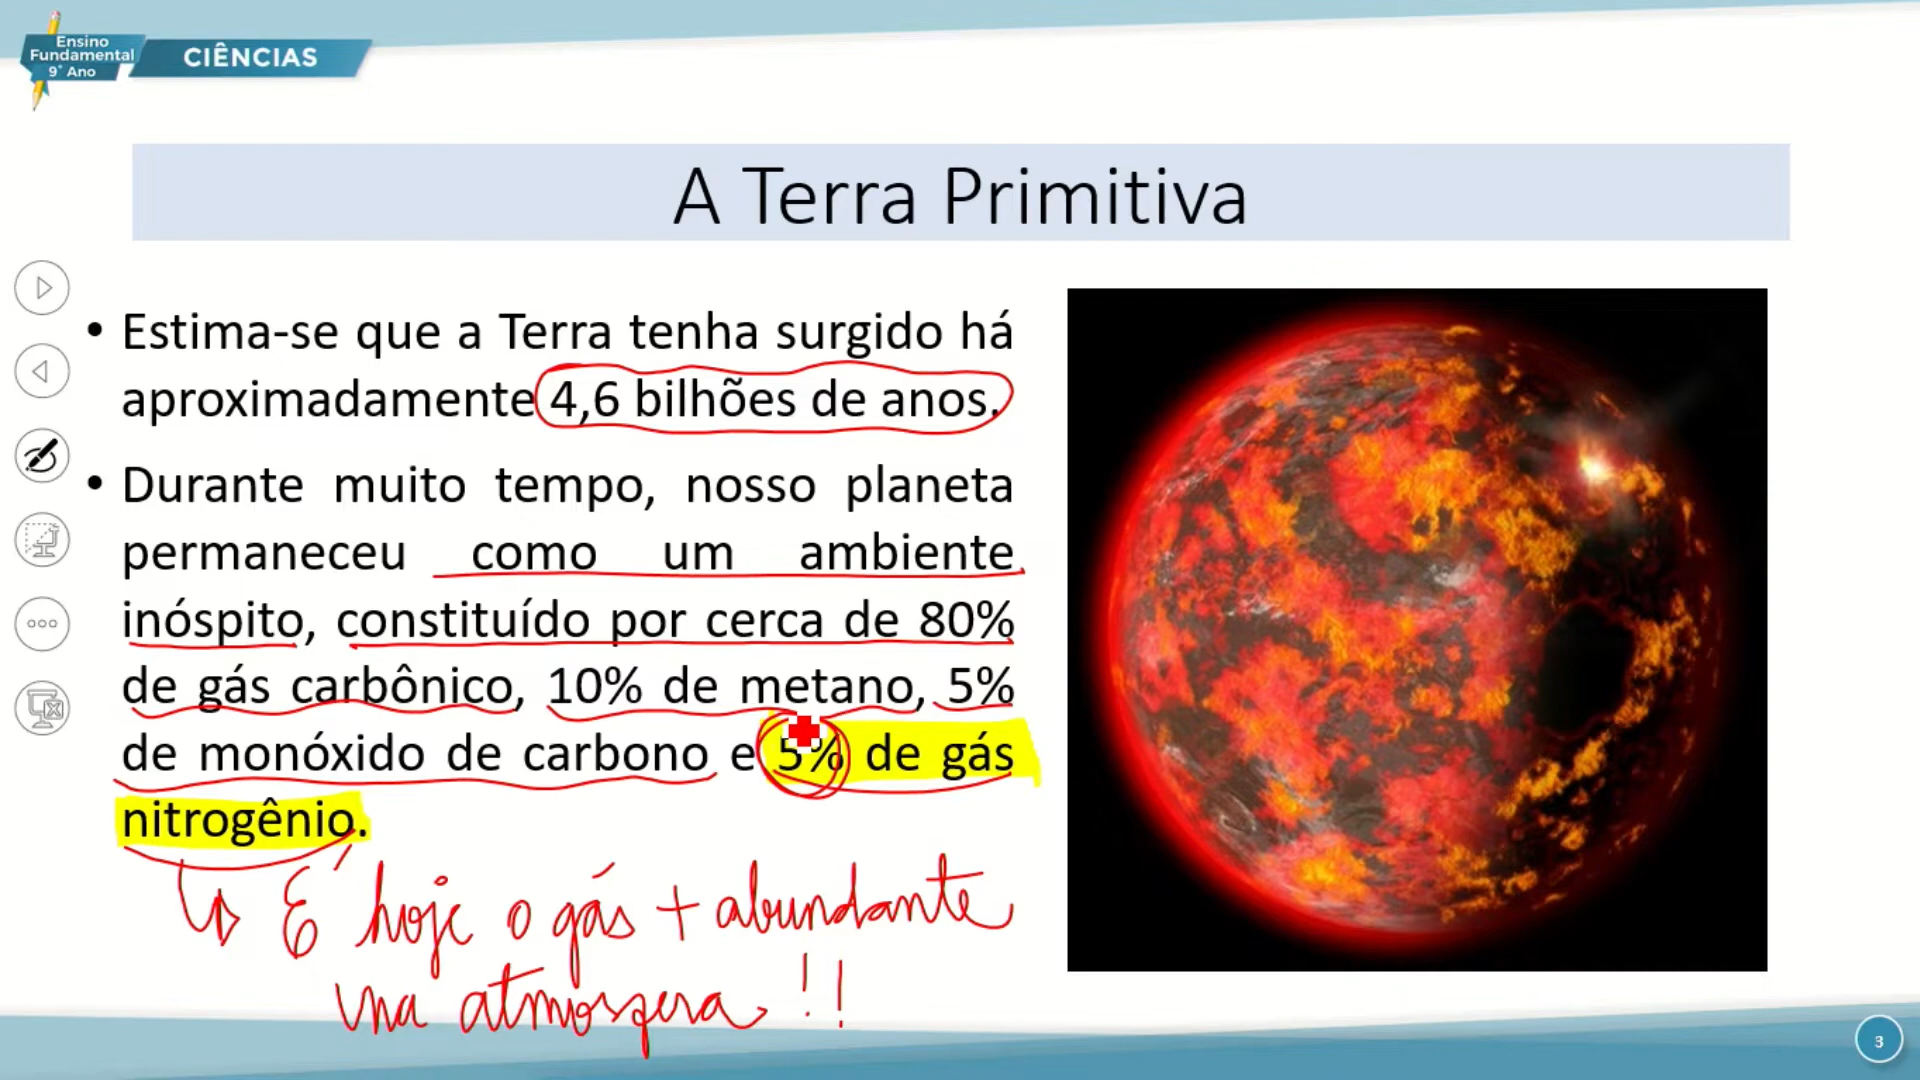 Ensino
Fundamental
9° Ano
CIÊNCIAS
A Terra Primitiva
• Estima-se que a Terra tenha surgido há
aproximadamente 4,6 bilhões de anos.
• Durante muito tempo, nosso planeta
permaneceu como um ambiente
inóspito, constituído por cerca de 80%
de gás carbônico, 10% de metano, 5%
de monóxido de carbono e 5% de gás
nitrogênio.
É hoje o gás + abundante
na atmosfera!!
3